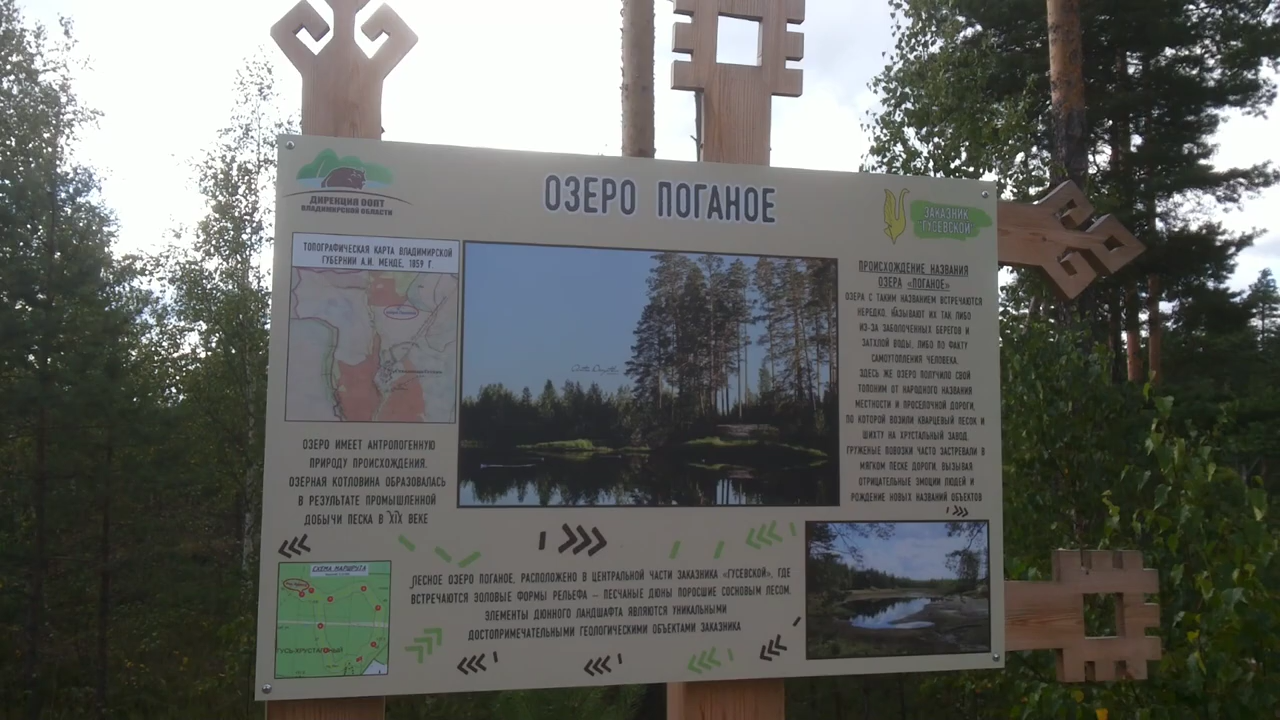 ОЗЕРО ПОГАНОЕ
ДИРЕКЦИЯ ООПТ
ВЛАДИМИРСКОЙ ОБЛАСТИ
ЗАКАЗНИК
"ГУСЕВСКОЙ"
ТОПОГРАФИЧЕСКАЯ КАРТА ВЛАДИМИРСКОЙ
ГУБЕРНИИ А.И. МЕНДЕ, 1859 Г.
ОЗЕРО ИМЕЕТ АНТРОПОГЕННУЮ
ПРИРОДУ ПРОИСХОЖДЕНИЯ.
ОЗЕРНАЯ КОТЛОВИНА ОБРАЗОВАЛАСЬ
В РЕЗУЛЬТАТЕ ПРОМЫШЛЕННОЙ
ДОБЫЧИ ПЕСКА В XIX ВЕКЕ
ПРОИСХОЖДЕНИЕ НАЗВАНИЯ
ОЗЕРА «ПОГАНОЕ»
ОЗЕРА С ТАКИМ НАЗВАНИЕМ ВСТРЕЧАЮТСЯ
НЕРЕДКО, НАЗЫВАЮТ ИХ ТАК ЛИБО
ИЗ-ЗА ЗАБОЛОЧЕННЫХ БЕРЕГОВ И
ЗАТХЛОЙ ВОДЫ, ЛИБО ПО ФАКТУ
САМОУТОПЛЕНИЯ ЧЕЛОВЕКА.
ЗДЕСЬ ЖЕ ОЗЕРО ПОЛУЧИЛО СВОЙ
ТОПОНИМ ОТ НАРОДНОГО НАЗВАНИЯ
МЕСТНОСТИ И ПРОСЕЛОЧНОЙ ДОРОГИ,
ПО КОТОРОЙ ВОЗИЛИ КВАРЦЕВЫЙ ПЕСОК И
ШИХТУ НА ХРУСТАЛЬНЫЙ ЗАВОД.
ГРУЖЕНЫЕ ПОВОЗКИ ЧАСТО ЗАСТРЕВАЛИ В
МЯГКОМ ПЕСКЕ ДОРОГИ, ВЫЗЫВАЯ
ОТРИЦАТЕЛЬНЫЕ ЭМОЦИИ ЛЮДЕЙ И
РОЖДЕНИЕ НОВЫХ НАЗВАНИЙ ОБЪЕКТОВ
СХЕМА МАРШРУТА
ГУСЬ-ХРУСТАЛЬНЫЙ
ЛЕСНОЕ ОЗЕРО ПОГАНОЕ, РАСПОЛОЖЕНО В ЦЕНТРАЛЬНОЙ ЧАСТИ ЗАКАЗНИКА «ГУСЕВСКОЙ», ГДЕ
ВСТРЕЧАЮТСЯ ЭОЛОВЫЕ ФОРМЫ РЕЛЬЕФА – ПЕСЧАНЫЕ ДЮНЫ ПОРОСШИЕ СОСНОВЫМ ЛЕСОМ.
ЭЛЕМЕНТЫ ДЮННОГО ЛАНДШАФТА ЯВЛЯЮТСЯ УНИКАЛЬНЫМИ
ДОСТОПРИМЕЧАТЕЛЬНЫМИ ГЕОЛОГИЧЕСКИМИ ОБЪЕКТАМИ ЗАКАЗНИКА